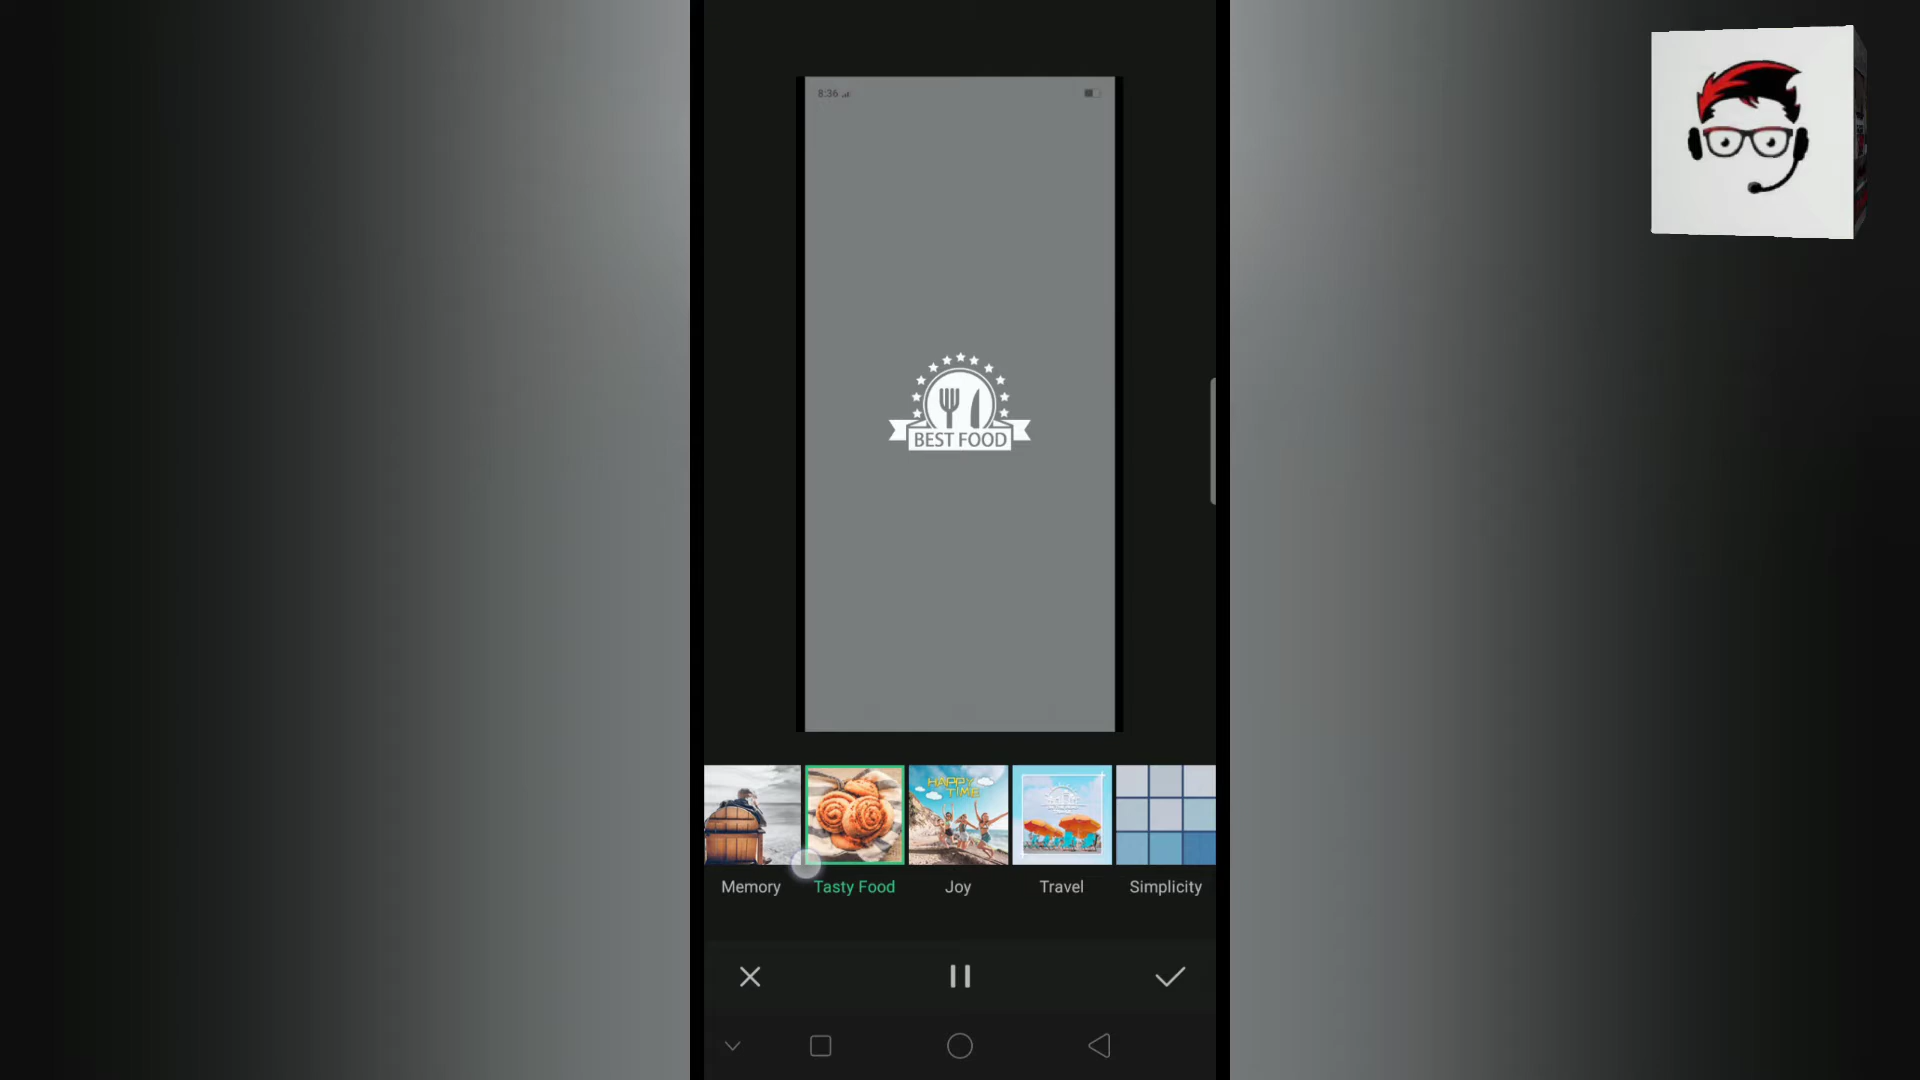 8:36
BEST FOOD
HAPPY
TIME
Memory
Tasty Food
Joy
Travel
Simplicity